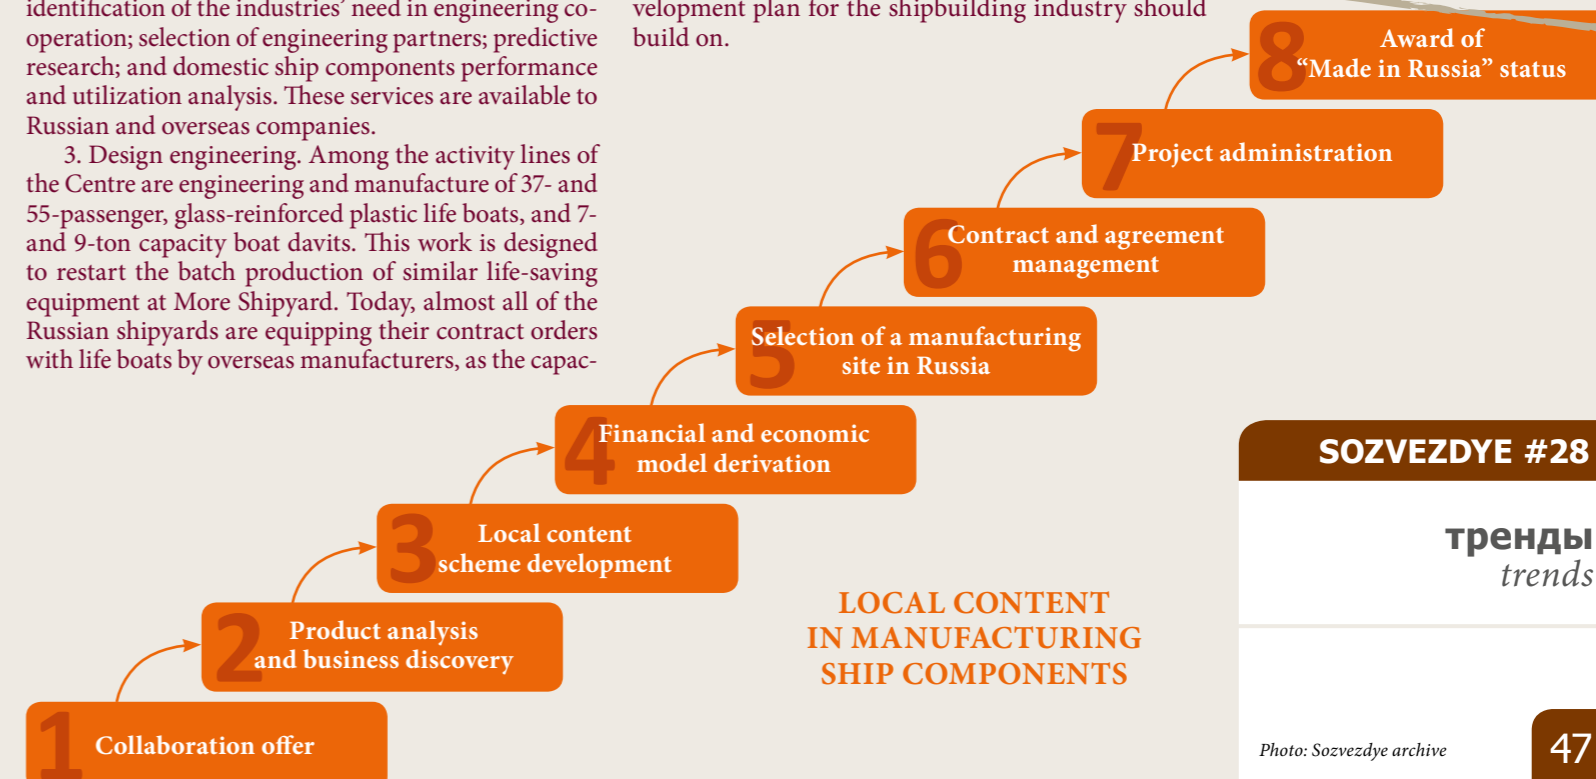 identification of the industries’ need in engineering co-
operation; selection of engineering partners; predictive
research; and domestic ship components performance
and utilization analysis. These services are available to
Russian and overseas companies.
3. Design engineering. Among the activity lines of
the Centre are engineering and manufacture of 37- and
55-passenger, glass-reinforced plastic life boats, and 7-
and 9-ton capacity boat davits. This work is designed
to restart the batch production of similar life-saving
equipment at More Shipyard. Today, almost all of the
Russian shipyards are equipping their contract orders
with life boats by overseas manufacturers, as the capac-
velopment plan for the shipbuilding industry should
build on.
8
Award of
“Made in Russia” status
7
Project administration
6
Contract and agreement
management
5
Selection of a manufacturing
site in Russia
4
Financial and economic
model derivation
3
Local content
scheme development
2
Product analysis
and business discovery
1
Collaboration offer
LOCAL CONTENT
IN MANUFACTURING
SHIP COMPONENTS
SOZVEZDYE #28
тренды
trends
Photo: Sozvezdye archive
47